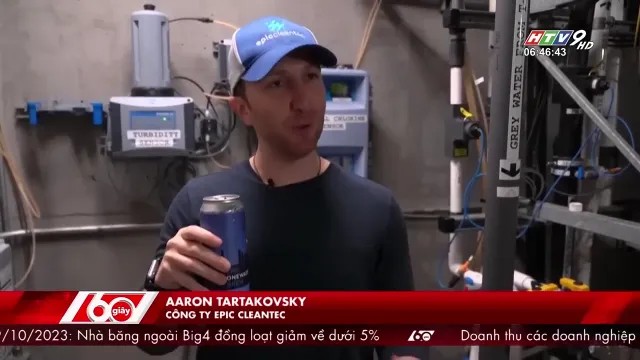 HTV9 HD
06:46:43
epiccleantec
TURBIDITY
GREY WATER
60 giây
AARON TARTAKOVSKY
CÔNG TY EPIC CLEANTEC
9/10/2023: Nhà băng ngoài Big4 đồng loạt giảm về dưới 5% 60 Doanh thu các doanh nghiệp